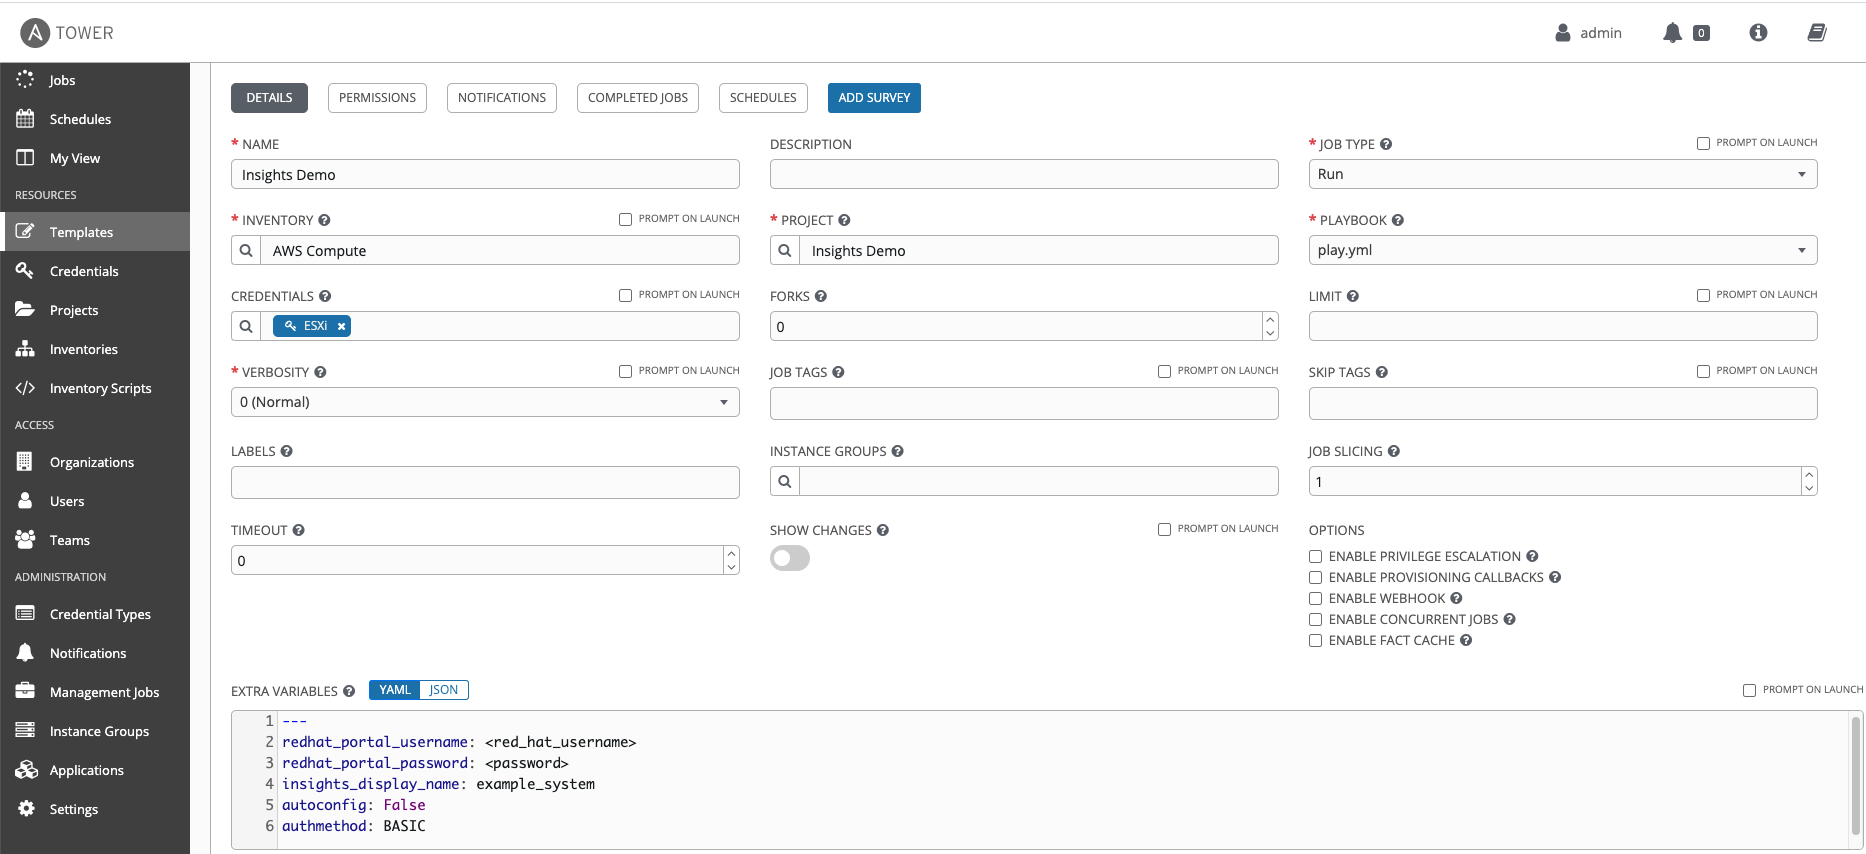 TOWER
admin
0
Jobs
Schedules
My View
RESOURCES
Templates
Credentials
Projects
Inventories
Inventory Scripts
ACCESS
Organizations
Users
Teams
ADMINISTRATION
Credential Types
Notifications
Management Jobs
Instance Groups
Applications
Settings
DETAILS PERMISSIONS NOTIFICATIONS COMPLETED JOBS SCHEDULES ADD SURVEY
* NAME
Insights Demo
DESCRIPTION
* JOB TYPE ? PROMPT ON LAUNCH
Run
* INVENTORY ? PROMPT ON LAUNCH
AWS Compute
* PROJECT ?
Insights Demo
* PLAYBOOK ?
play.yml
CREDENTIALS ? PROMPT ON LAUNCH
ESXi ×
FORKS ?
0
LIMIT ? PROMPT ON LAUNCH
* VERBOSITY ? PROMPT ON LAUNCH
0 (Normal)
JOB TAGS ? PROMPT ON LAUNCH
SKIP TAGS ? PROMPT ON LAUNCH
LABELS ?
INSTANCE GROUPS ?
JOB SLICING ?
1
TIMEOUT ?
0
SHOW CHANGES ? PROMPT ON LAUNCH
OPTIONS
ENABLE PRIVILEGE ESCALATION ?
ENABLE PROVISIONING CALLBACKS ?
ENABLE WEBHOOK ?
ENABLE CONCURRENT JOBS ?
ENABLE FACT CACHE ?
EXTRA VARIABLES ? YAML JSON PROMPT ON LAUNCH
1 ---
2 redhat_portal_username: <red_hat_username>
3 redhat_portal_password: <password>
4 insights_display_name: example_system
5 autoconfig: False
6 authmethod: BASIC